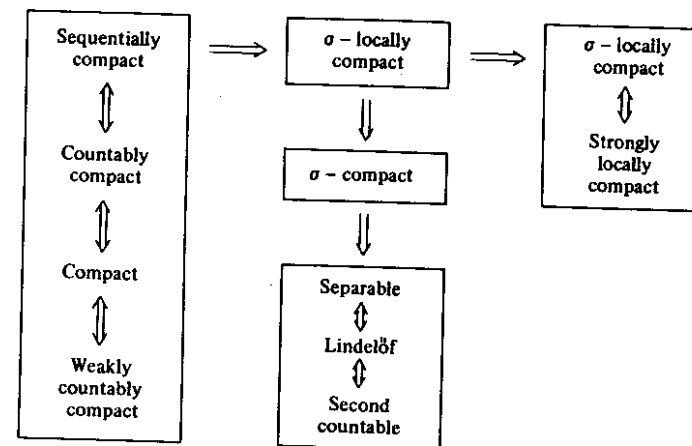 Sequentially
compact
Countably
compact
Compact
Weakly
countably
compact
σ – locally
compact
σ – compact
Separable
Lindelöf
Second
countable
σ – locally
compact
Strongly
locally
compact